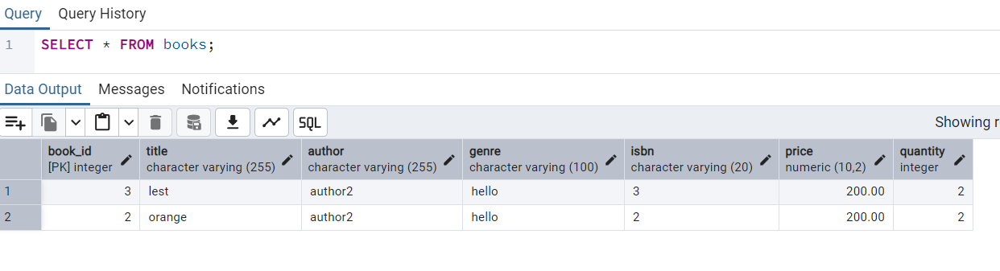 Query Query History
1 SELECT * FROM books;
Data Output Messages Notifications
SQL Showing r
book_id title author genre isbn price quantity
[PK] integer character varying (255) character varying (255) character varying (100) character varying (20) numeric (10,2) integer
1 3 lest author2 hello 3 200.00 2
2 2 orange author2 hello 2 200.00 2